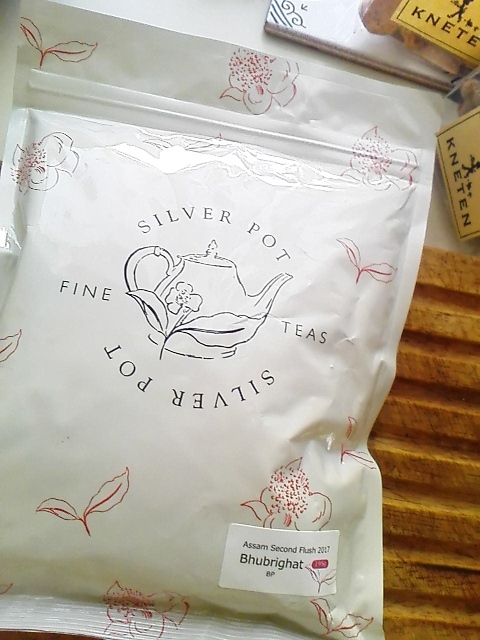 KNETEN
KNETEN
SILVER POT
FINE TEAS
SILVER POT
Assam Second Flush 2017
Bhubrighat
BP